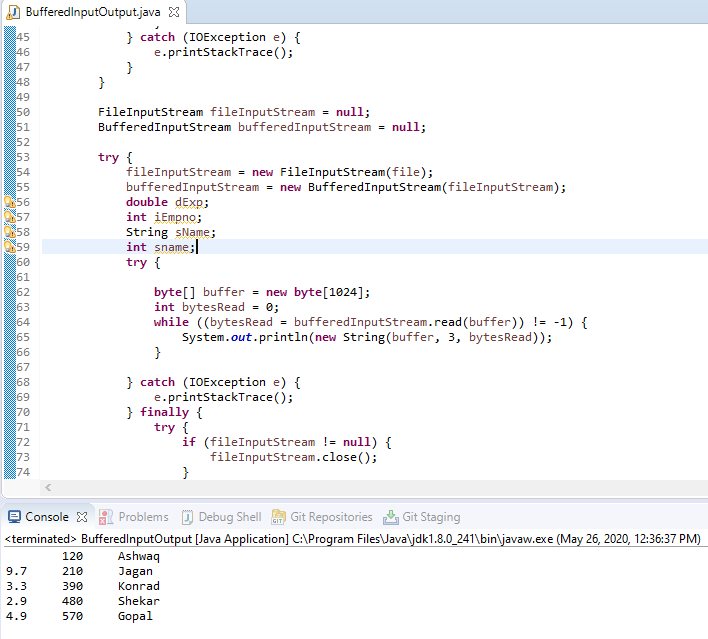 BufferedInputOutput.java
45 } catch (IOException e) {
46 e.printStackTrace();
47 }
48 }
49
50 FileInputStream fileInputStream = null;
51 BufferedInputStream bufferedInputStream = null;
52
53 try {
54 fileInputStream = new FileInputStream(file);
55 bufferedInputStream = new BufferedInputStream(fileInputStream);
56 double dExp;
57 int iEmpno;
58 String sName;
59 int sname;
60 try {
61
62 byte[] buffer = new byte[1024];
63 int bytesRead = 0;
64 while ((bytesRead = bufferedInputStream.read(buffer)) != -1) {
65 System.out.println(new String(buffer, 3, bytesRead));
66 }
67
68 } catch (IOException e) {
69 e.printStackTrace();
70 } finally {
71 try {
72 if (fileInputStream != null) {
73 fileInputStream.close();
74 }
Console Problems Debug Shell Git Repositories Git Staging
<terminated> BufferedInputOutput [Java Application] C:\Program Files\Java\jdk1.8.0_241\bin\javaw.exe (May 26, 2020, 12:36:37 PM)
120 Ashwaq
9.7 210 Jagan
3.3 390 Konrad
2.9 480 Shekar
4.9 570 Gopal